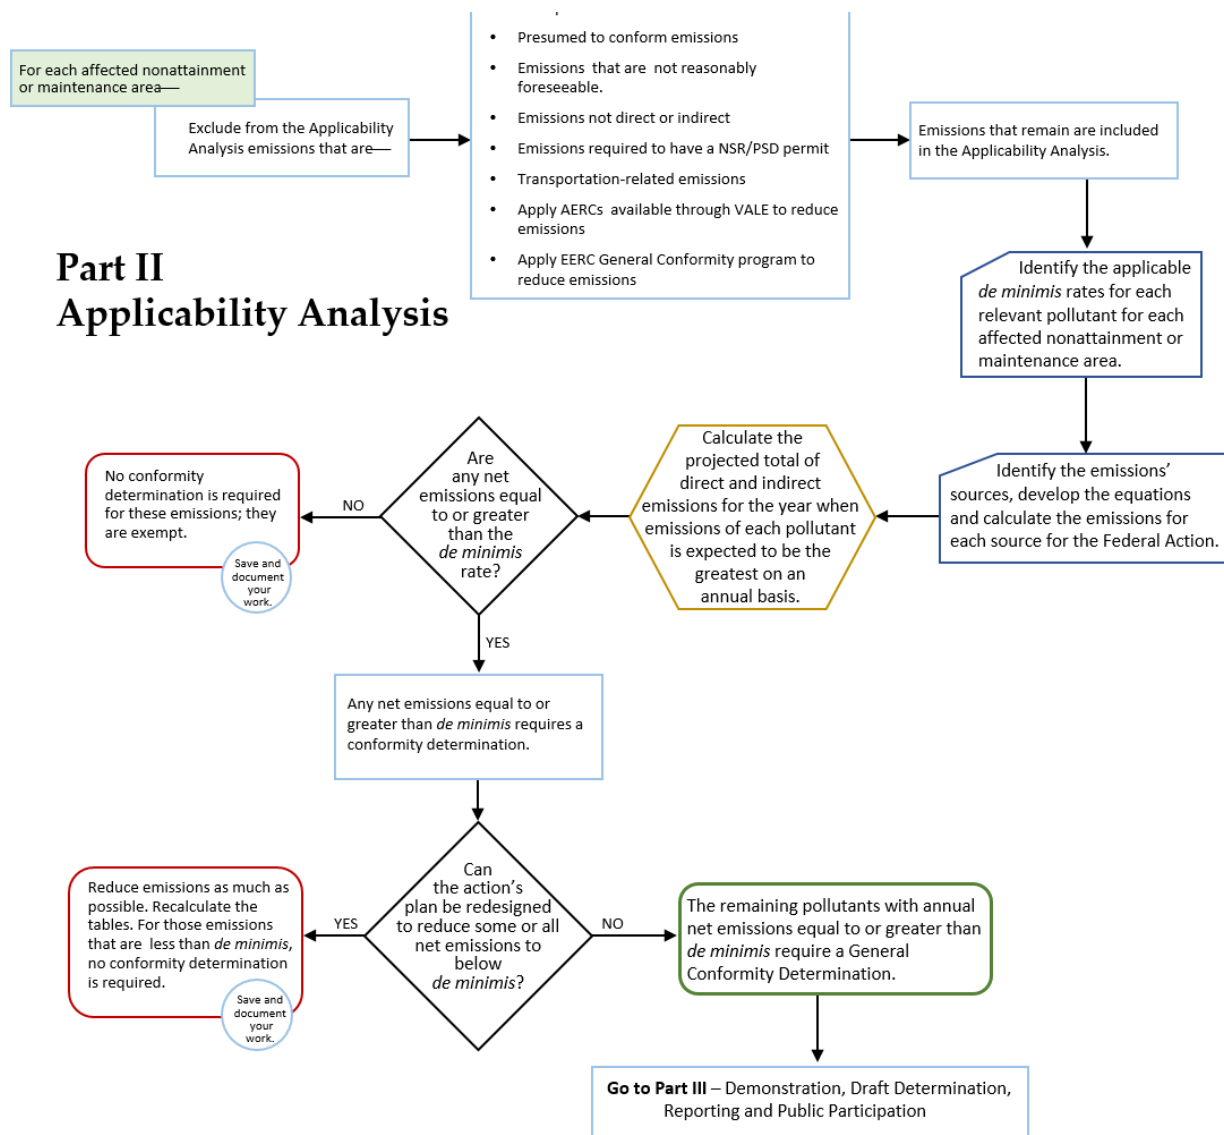 For each affected nonattainment
or maintenance area—
Exclude from the Applicability
Analysis emissions that are—
• Presumed to conform emissions
• Emissions that are not reasonably
foreseeable.
• Emissions not direct or indirect
• Emissions required to have a NSR/PSD permit
• Transportation-related emissions
• Apply AERCs available through VALE to reduce
emissions
• Apply EERC General Conformity program to
reduce emissions
Emissions that remain are included
in the Applicability Analysis.
Part II
Applicability Analysis
Identify the applicable
de minimis rates for each
relevant pollutant for each
affected nonattainment or
maintenance area.
Identify the emissions’
sources, develop the equations
and calculate the emissions for
each source for the Federal Action.
Calculate the
projected total of
direct and indirect
emissions for the year when
emissions of each pollutant
is expected to be the
greatest on an
annual basis.
Are
any net
emissions equal
to or greater
than the
de minimis
rate?
NO
No conformity
determination is required
for these emissions; they
are exempt.
Save and
document
your
work.
YES
Any net emissions equal to or
greater than de minimis requires a
conformity determination.
Can
the action’s
plan be redesigned
to reduce some or all
net emissions to
below
de minimis?
YES
Reduce emissions as much as
possible. Recalculate the
tables. For those emissions
that are less than de minimis,
no conformity determination
is required.
Save and
document
your
work.
NO
The remaining pollutants with annual
net emissions equal to or greater than
de minimis require a General
Conformity Determination.
Go to Part III – Demonstration, Draft Determination,
Reporting and Public Participation